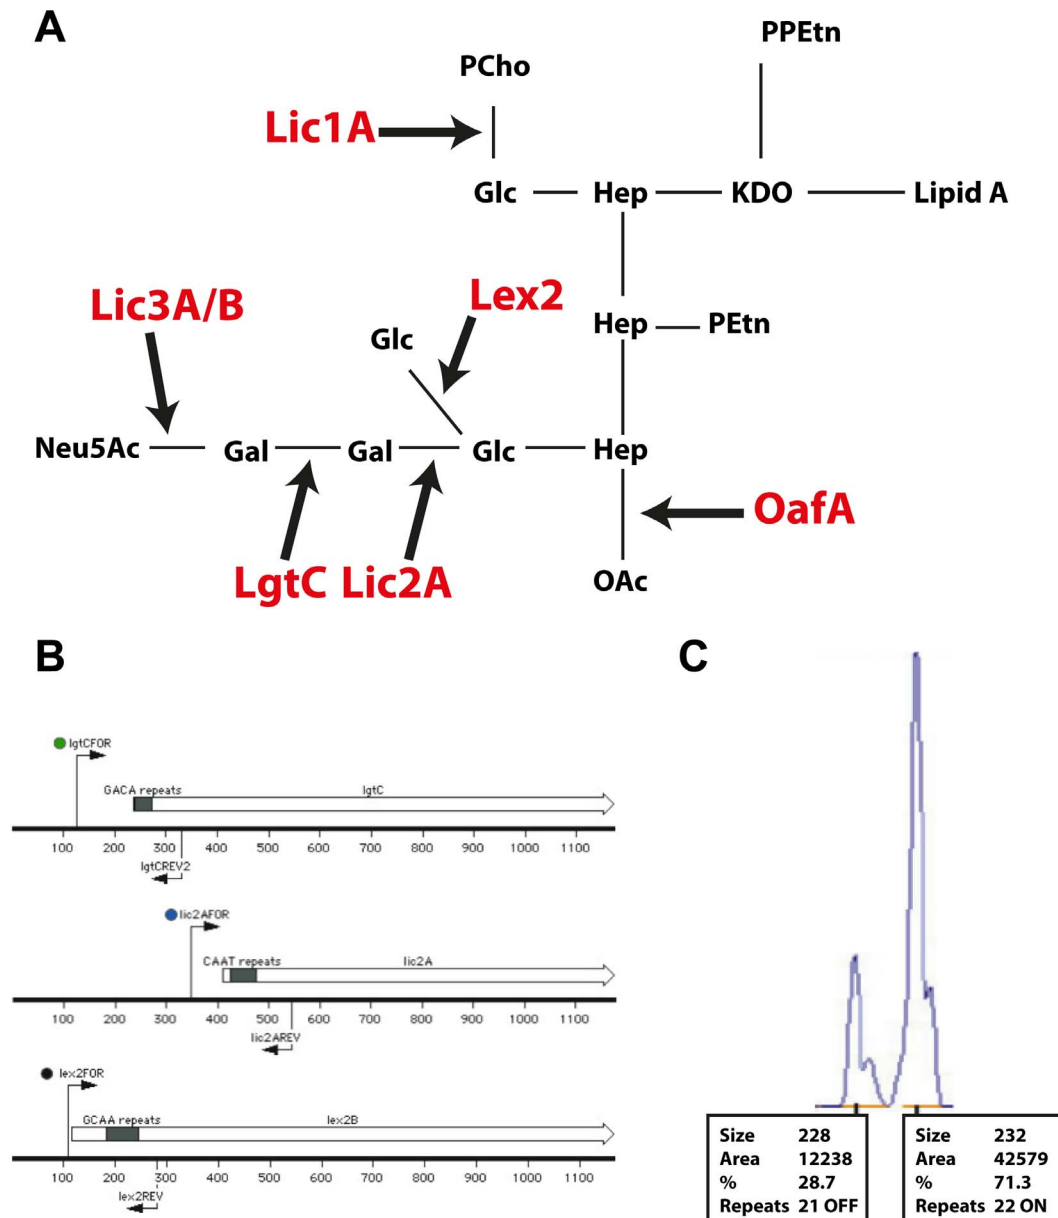 A
PPEtn
PCho
Lic1A
Glc Hep KDO Lipid A
Lic3A/B
Lex2
Glc
Hep PEtn
Neu5Ac Gal Gal Glc Hep
OafA
LgtC Lic2A
OAc
B
lgtCFOR
GACA repeats lgtC
100 200 300 400 500 600 700 800 900 1000 1100
lgtCREV2
lic2AFOR
CAAT repeats lic2A
100 200 300 400 500 600 700 800 900 1000 1100
lic2AREV
lex2FOR
GCAA repeats lex2B
100 200 300 400 500 600 700 800 900 1000 1100
lex2REV
C
Size 228
Area 12238
% 28.7
Repeats 21 OFF
Size 232
Area 42579
% 71.3
Repeats 22 ON